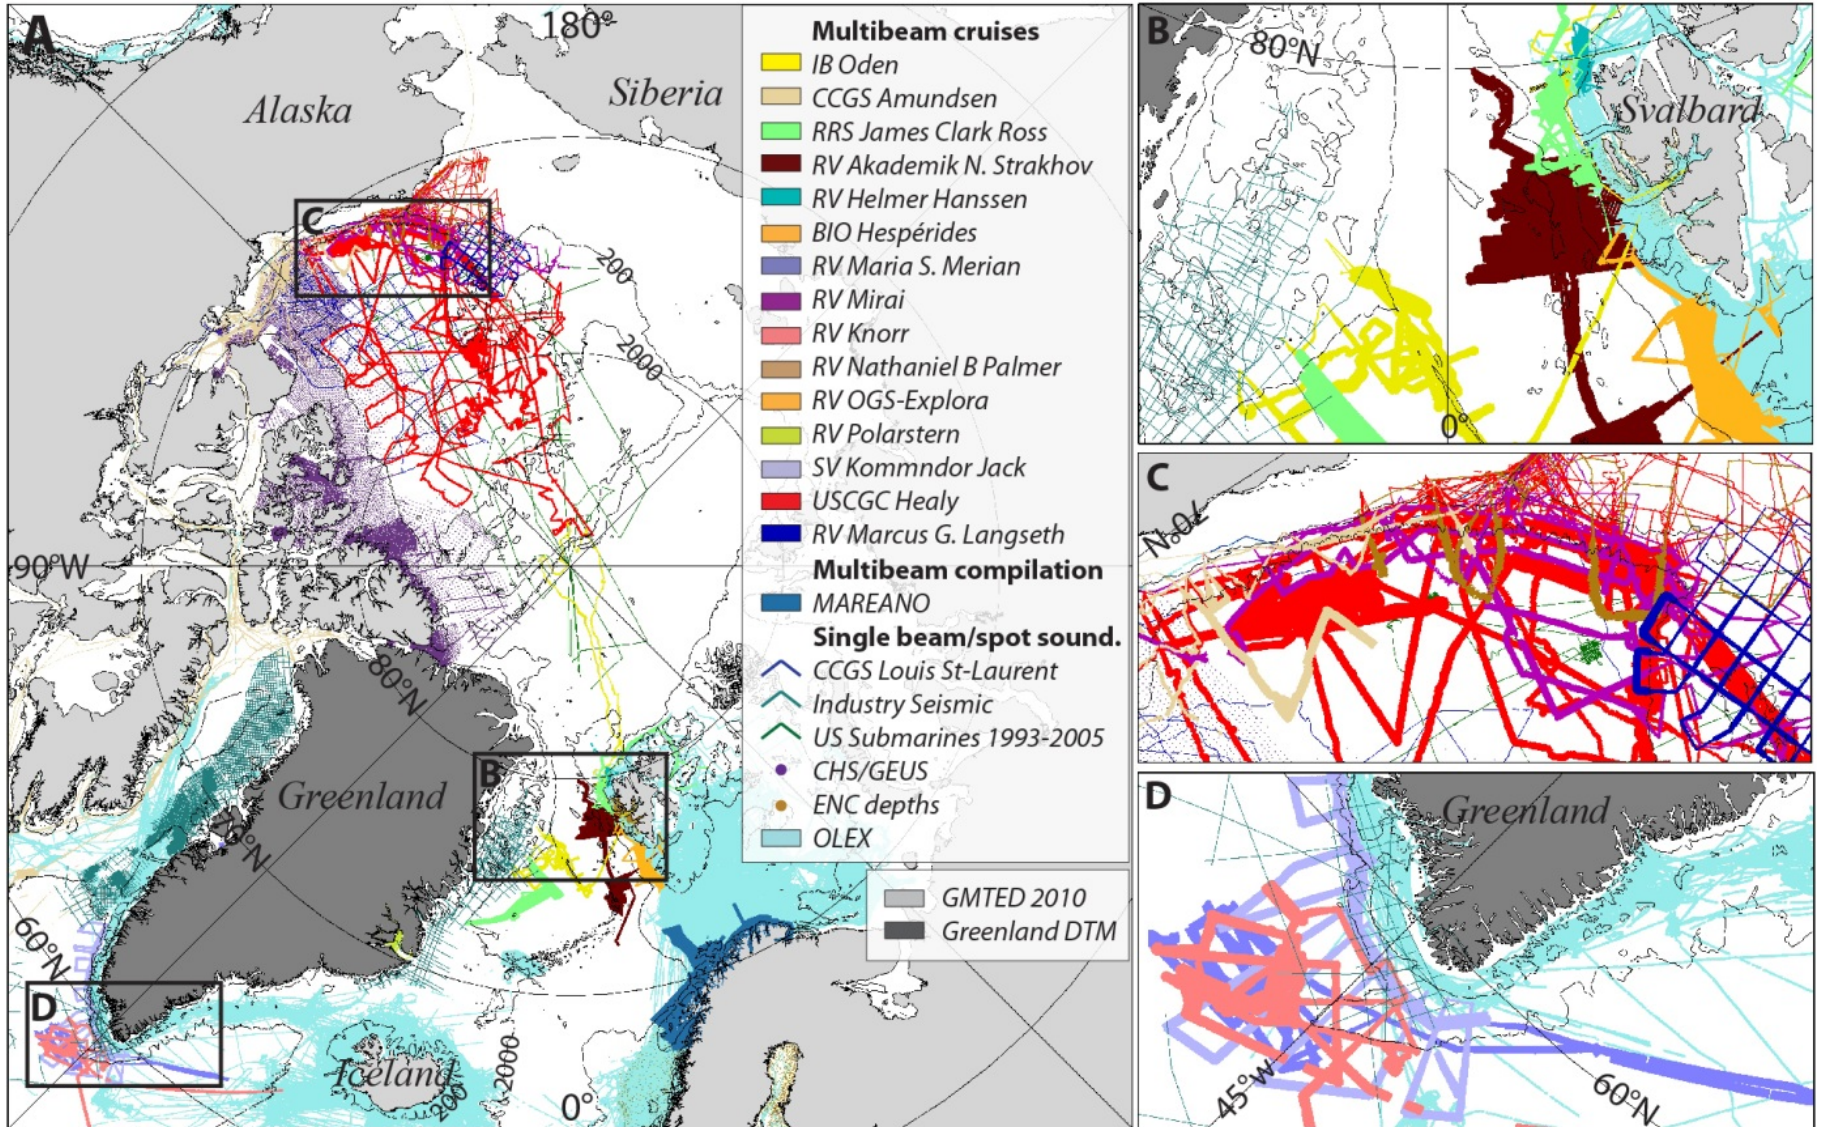 A
180°
Alaska
Siberia
C
200
2000
90°W
80°N
Greenland
B
70°N
60°N
D
Iceland
200
2000
0°
Multibeam cruises
IB Oden
CCGS Amundsen
RRS James Clark Ross
RV Akademik N. Strakhov
RV Helmer Hanssen
BIO Hespérides
RV Maria S. Merian
RV Mirai
RV Knorr
RV Nathaniel B Palmer
RV OGS-Explora
RV Polarstern
SV Kommndor Jack
USCGC Healy
RV Marcus G. Langseth
Multibeam compilation
MAREANO
Single beam/spot sound.
CCGS Louis St-Laurent
Industry Seismic
US Submarines 1993-2005
CHS/GEUS
ENC depths
OLEX
GMTED 2010
Greenland DTM
B
80°N
Svalbard
0°
C
70°N
D
Greenland
45°W
60°N